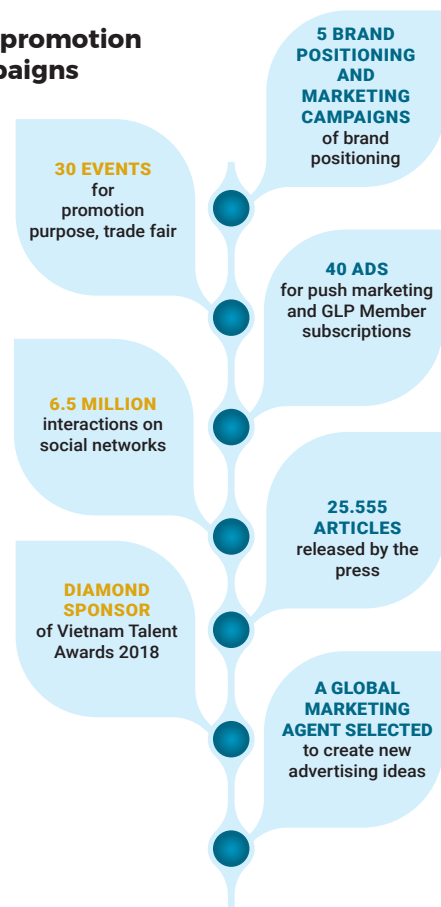 promotion
paigns
5 BRAND
POSITIONING
AND
MARKETING
CAMPAIGNS
of brand
positioning
30 EVENTS
for
promotion
purpose, trade fair
40 ADS
for push marketing
and GLP Member
subscriptions
6.5 MILLION
interactions on
social networks
25.555
ARTICLES
released by the
press
DIAMOND
SPONSOR
of Vietnam Talent
Awards 2018
A GLOBAL
MARKETING
AGENT SELECTED
to create new
advertising ideas